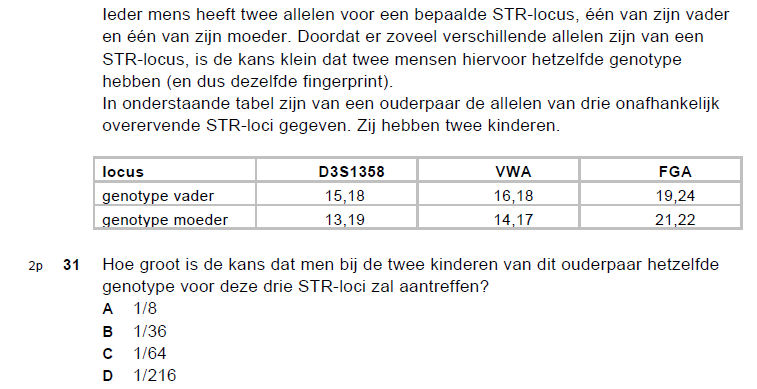 Ieder mens heeft twee allelen voor een bepaalde STR-locus, één van zijn vader
en één van zijn moeder. Doordat er zoveel verschillende allelen zijn van een
STR-locus, is de kans klein dat twee mensen hiervoor hetzelfde genotype
hebben (en dus dezelfde fingerprint).
In onderstaande tabel zijn van een ouderpaar de allelen van drie onafhankelijk
overervende STR-loci gegeven. Zij hebben twee kinderen.
locus D3S1358 VWA FGA
genotype vader 15,18 16,18 19,24
genotype moeder 13,19 14,17 21,22
2p 31 Hoe groot is de kans dat men bij de twee kinderen van dit ouderpaar hetzelfde
genotype voor deze drie STR-loci zal aantreffen?
A 1/8
B 1/36
C 1/64
D 1/216